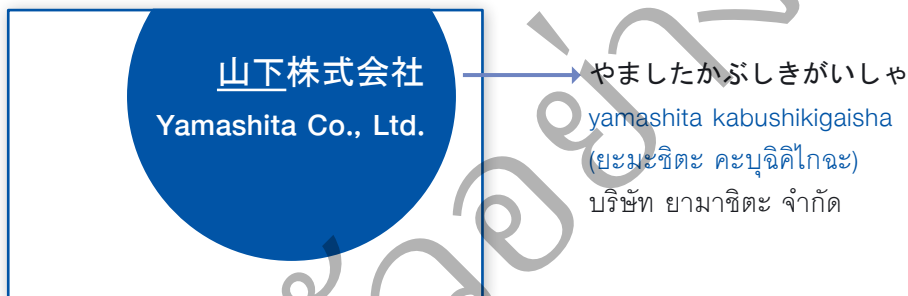 山下株式会社
Yamashita Co., Ltd.
やましたかぶしきがいしゃ
yamashita kabushikigaisha
(ยะมะชิตะ คะบุฉิคิไกฉะ)
บริษัท ยามาชิตะ จำกัด